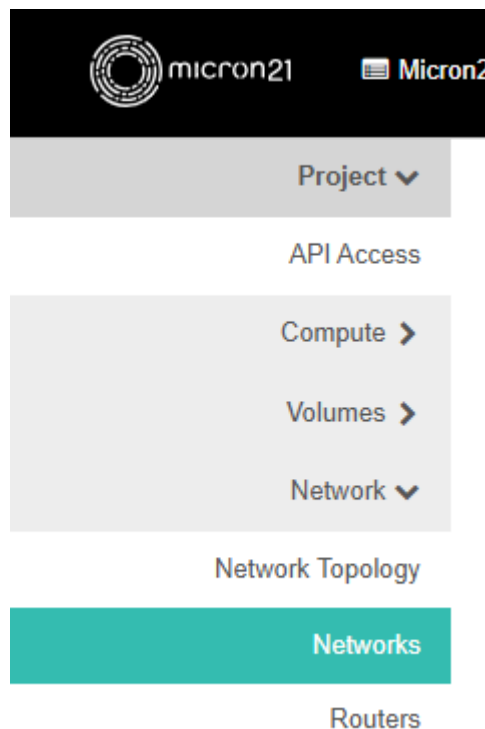 micron21 Micron2
Project
API Access
Compute
Volumes
Network
Network Topology
Networks
Routers